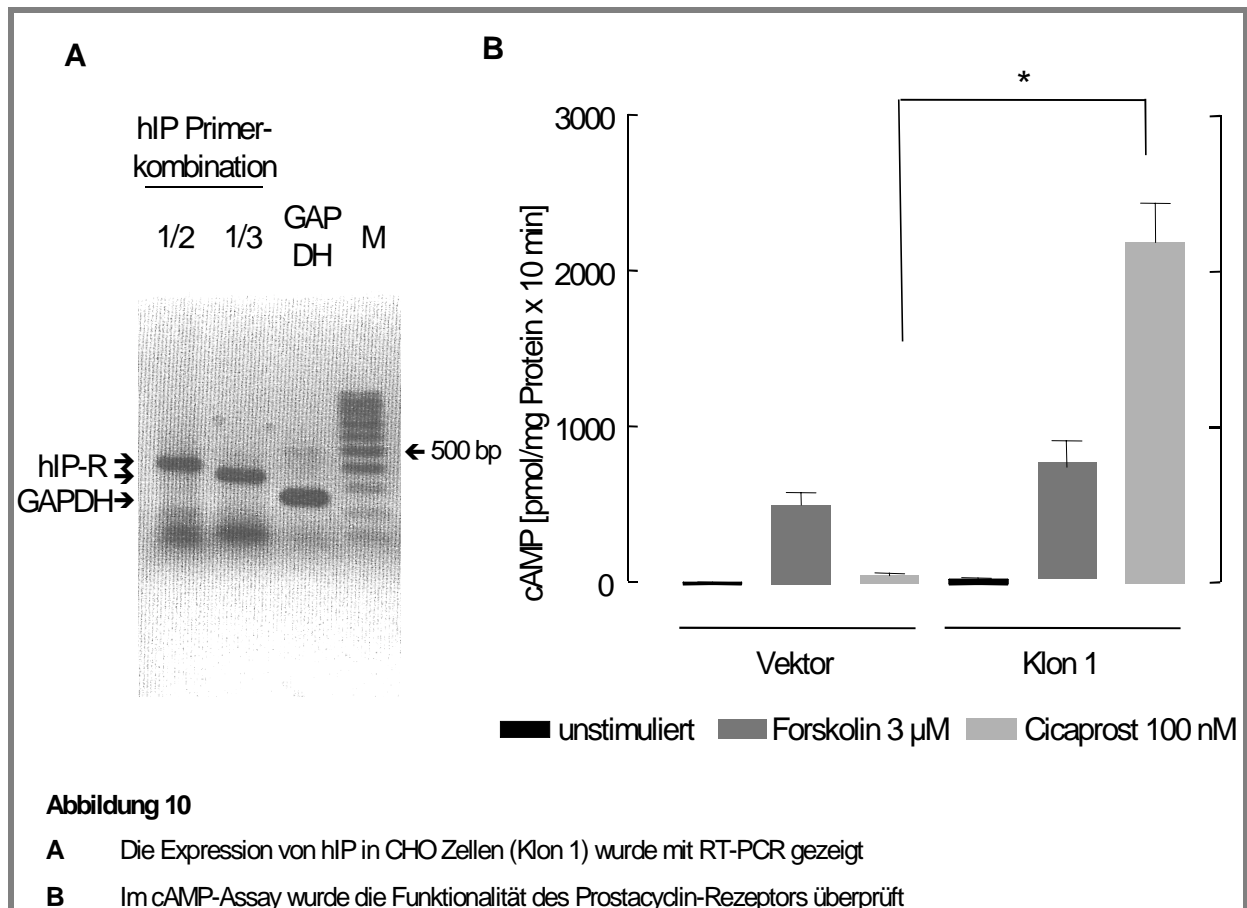 A
hIP Primer-
kombination
1/2 1/3 GAP
DH M
hIP-R
GAPDH
500 bp
B
*
cAMP [pmol/mg Protein x 10 min]
3000
2000
1000
0
Vektor Klon 1
unstimuliert Forskolin 3 µM Cicaprost 100 nM
Abbildung 10
A Die Expression von hIP in CHO Zellen (Klon 1) wurde mit RT-PCR gezeigt
B Im cAMP-Assay wurde die Funktionalität des Prostacyclin-Rezeptors überprüft